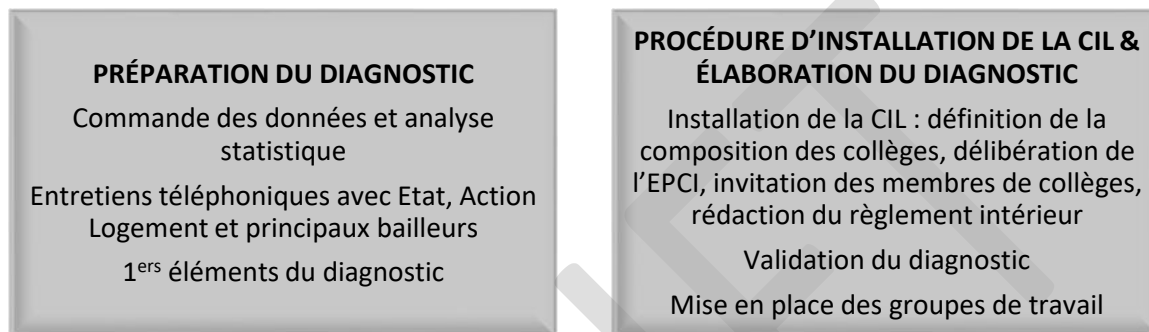 PRÉPARATION DU DIAGNOSTIC
Commande des données et analyse
statistique
Entretiens téléphoniques avec Etat, Action
Logement et principaux bailleurs
1ers éléments du diagnostic
PROCÉDURE D’INSTALLATION DE LA CIL &
ÉLABORATION DU DIAGNOSTIC
Installation de la CIL : définition de la
composition des collèges, délibération de
l’EPCI, invitation des membres de collèges,
rédaction du règlement intérieur
Validation du diagnostic
Mise en place des groupes de travail